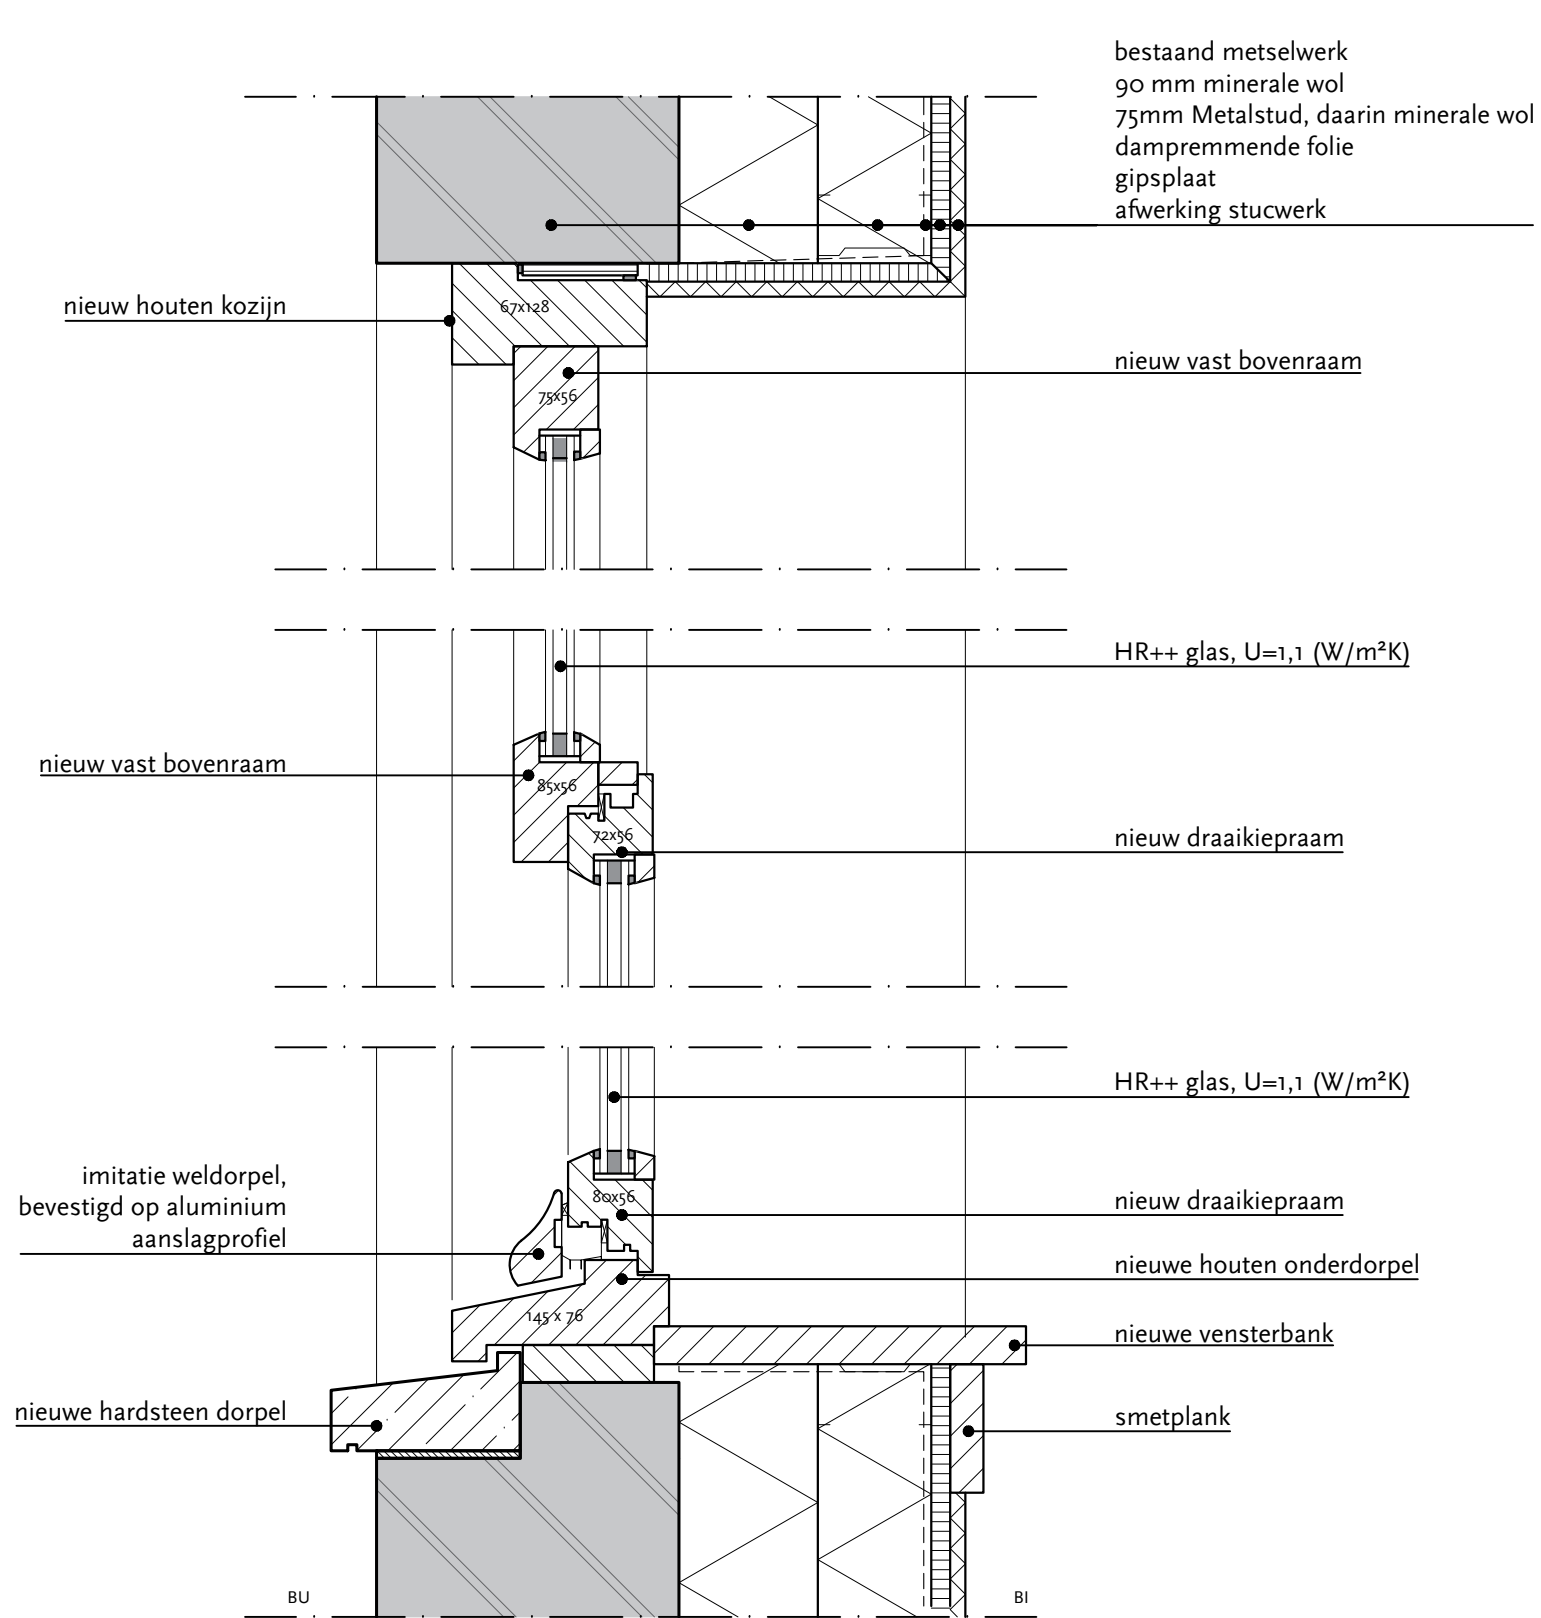 bestaand metselwerk
90 mm minerale wol
75mm Metalstud, daarin minerale wol
dampremmende folie
gipsplaat
afwerking stucwerk
nieuw houten kozijn
67x128
nieuw vast bovenraam
75x56
HR++ glas, U=1,1 (W/m²K)
nieuw vast bovenraam
85x56
72x56
nieuw draaikiepraam
HR++ glas, U=1,1 (W/m²K)
imitatie weldorpel,
bevestigd op aluminium
aanslagprofiel
80x56
nieuw draaikiepraam
nieuwe houten onderdorpel
145 x 76
nieuwe vensterbank
nieuwe hardsteen dorpel
smetplank
BU
BI